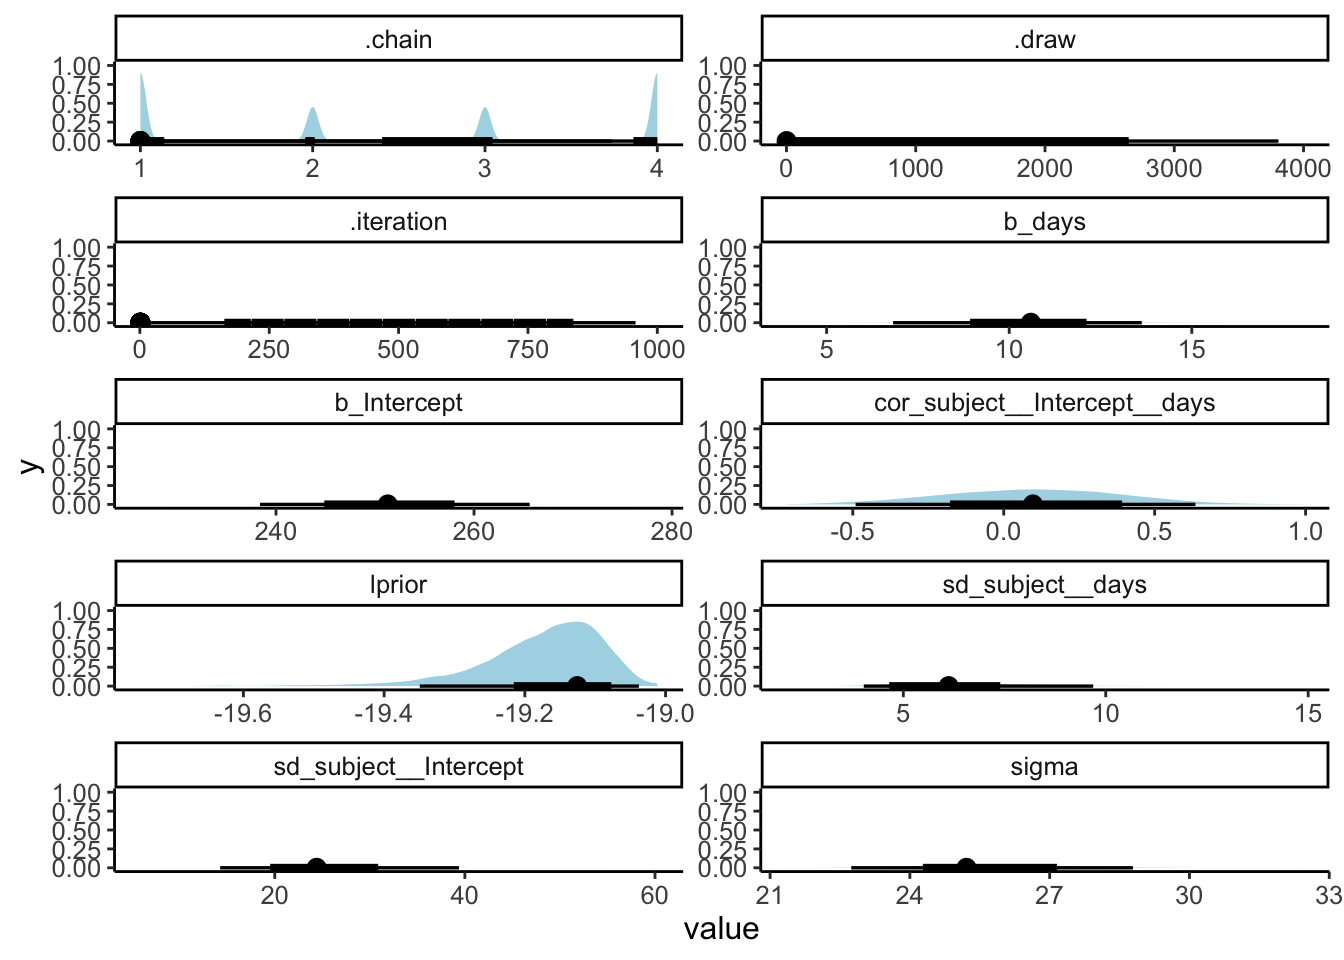 .chain
.draw
1.00
0.75
0.50
0.25
0.00
1 2 3 4
1.00
0.75
0.50
0.25
0.00
0 1000 2000 3000 4000
.iteration
b_days
1.00
0.75
0.50
0.25
0.00
0 250 500 750 1000
1.00
0.75
0.50
0.25
0.00
5 10 15
b_Intercept
cor_subject__Intercept__days
1.00
0.75
0.50
0.25
0.00
240 260 280
1.00
0.75
0.50
0.25
0.00
-0.5 0.0 0.5 1.0
y
lprior
sd_subject__days
1.00
0.75
0.50
0.25
0.00
-19.6 -19.4 -19.2 -19.0
1.00
0.75
0.50
0.25
0.00
5 10 15
sd_subject__Intercept
sigma
1.00
0.75
0.50
0.25
0.00
20 40 60
1.00
0.75
0.50
0.25
0.00
21 24 27 30 33
value